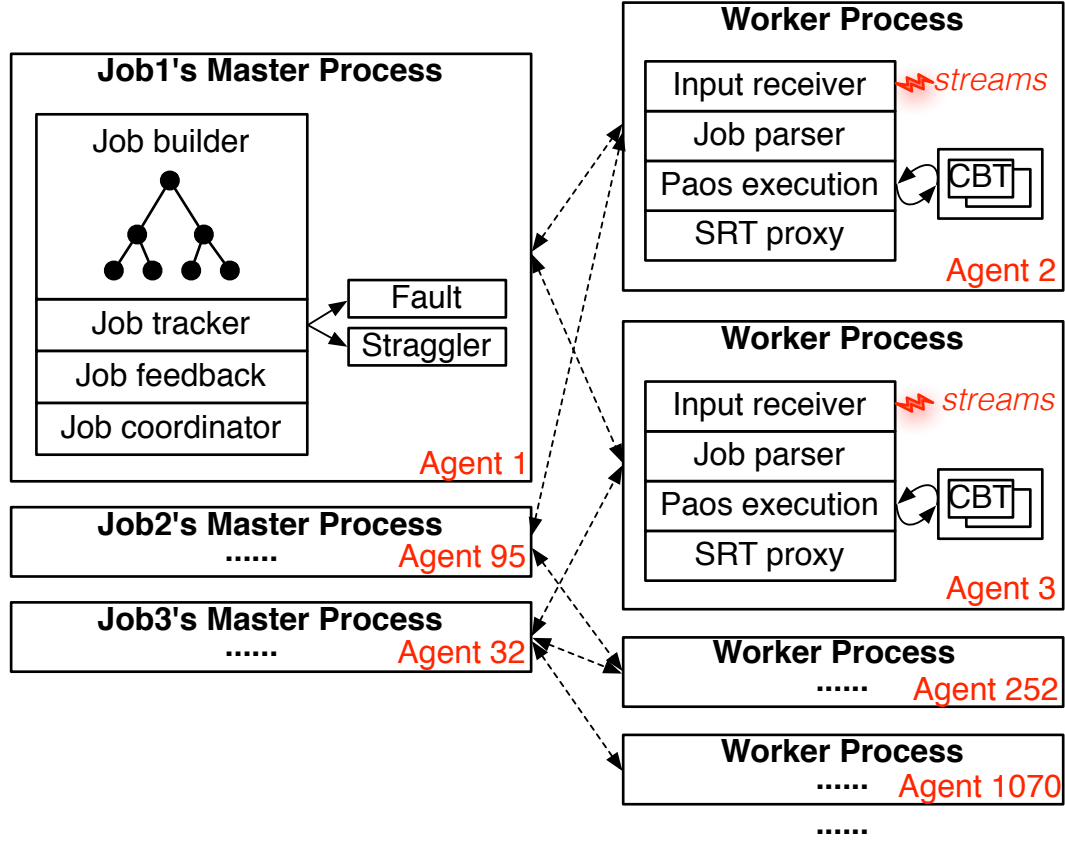 Job1's Master Process
Job builder
Job tracker
Job feedback
Job coordinator
Fault
Straggler
Agent 1
Job2's Master Process
......
Agent 95
Job3's Master Process
......
Agent 32
Worker Process
Input receiver
streams
Job parser
Paos execution
CBT
SRT proxy
Agent 2
Worker Process
Input receiver
streams
Job parser
Paos execution
CBT
SRT proxy
Agent 3
Worker Process
......
Agent 252
Worker Process
......
Agent 1070
......